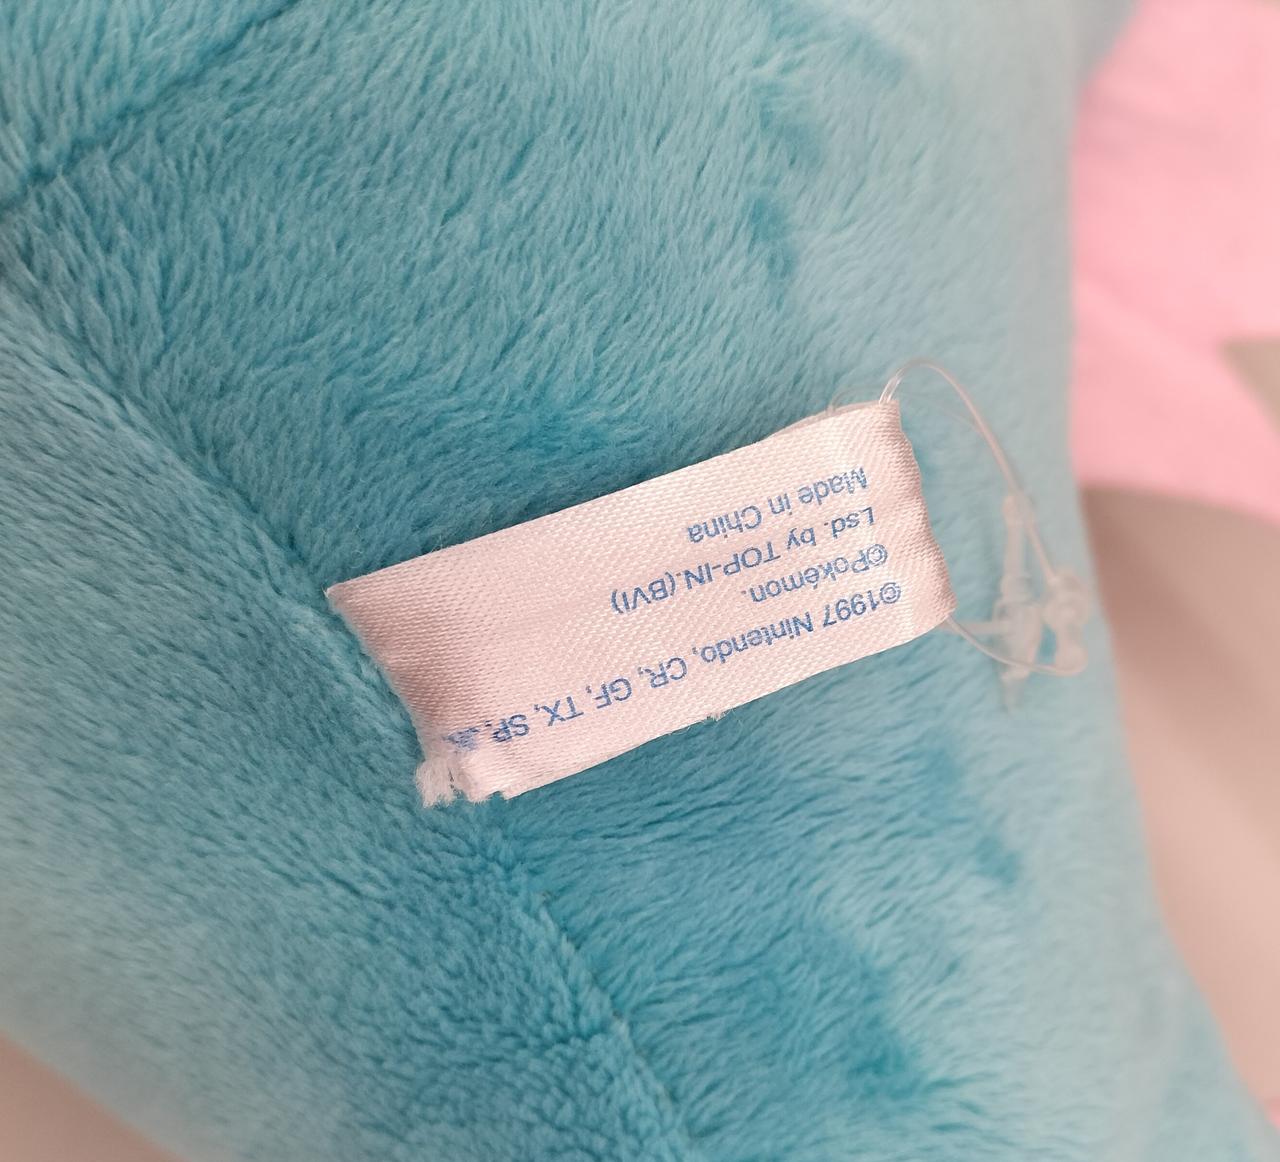 ©1997 Nintendo, CR, GF, TX, SP,
©Pokémon.
Lsd. by TOP-IN.(BVI)
Made in China